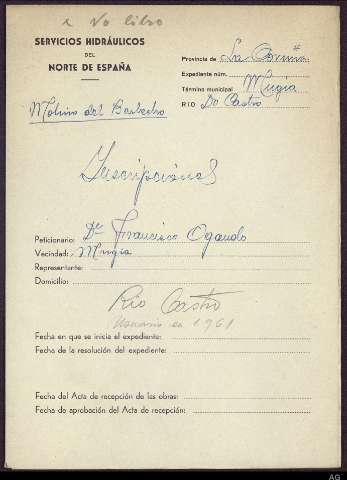 No libro
SERVICIOS HIDRÁULICOS
DEL
NORTE DE ESPAÑA
Provincia de La Coruña
Expediente núm.
Término municipal Mugia
RIO Do Castro
Molino del Barbecho
Inscripciónes
Peticionario: De Francisco Ogando
Vecindad: Mugia
Representante:
Domicilio:
Rio Castro
Usuario en 1961
Fecha en que se inicia el expediente:
Fecha de la resolución del expediente:
Fecha del Acta de recepción de las obras:
Fecha de aprobación del Acta de recepción:
AG